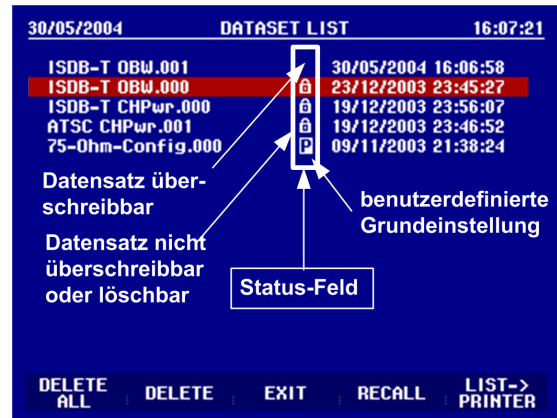 30/05/2004 DATASET LIST 16:07:21
ISDB-T OBW.001 30/05/2004 16:06:58
ISDB-T OBW.000 23/12/2003 23:45:27
ISDB-T CHPwr.000 19/12/2003 23:56:07
ATSC CHPwr.001 19/12/2003 23:46:52
75-Ohm-Config.000 P 09/11/2003 21:38:24
Datensatz über-
schreibbar
benutzerdefinierte
Grundeinstellung
Datensatz nicht
überschreibbar
oder löschbar
Status-Feld
DELETE ALL DELETE EXIT RECALL LIST-> PRINTER